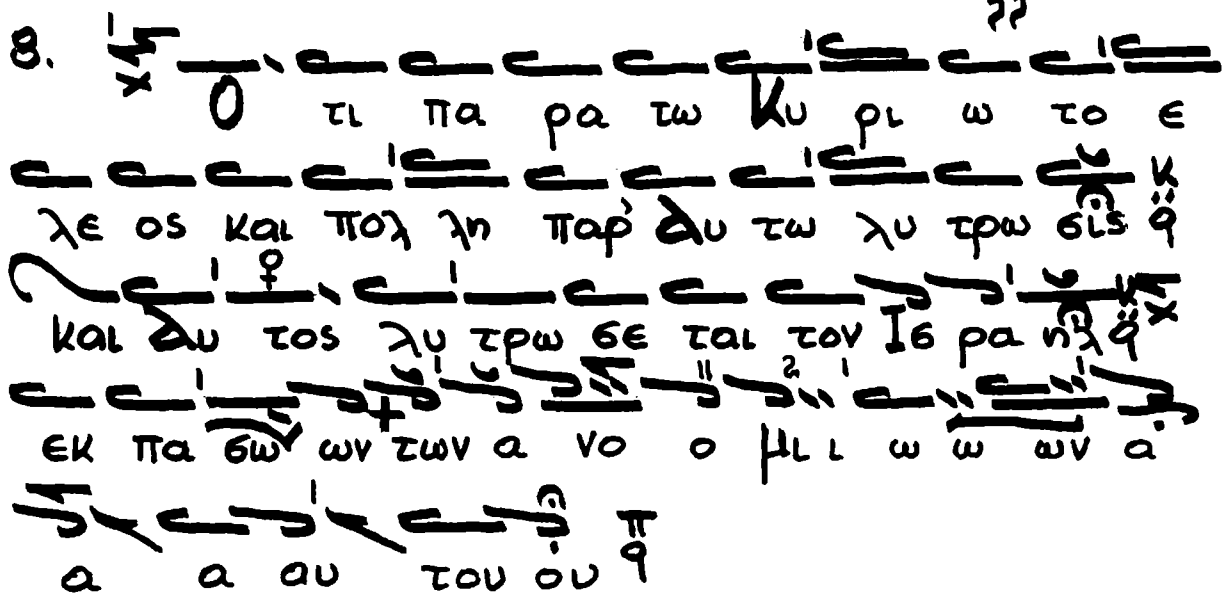 8. Ο τι πα ρα τω Κυ ρι ω το ε
λε ος και πολ λη παρ' αυ τω λυ τρω σις
και αυ τος λυ τρω σε ται τον Ισ ρα ηλ
εκ πα σω ων των α νο ο μι ι ω ω ων α
α α αυ του ου